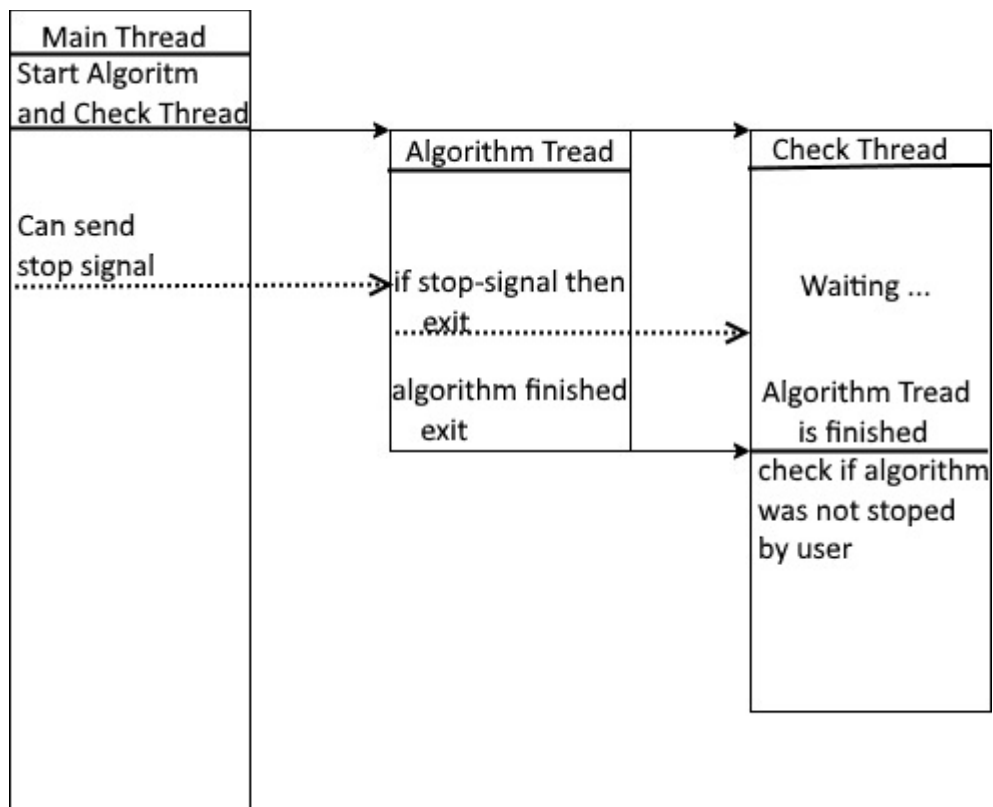 Main Thread
Start Algoritm
and Check Thread
Can send
stop signal
Algorithm Tread
if stop-signal then
exit
algorithm finished
exit
Check Thread
Waiting ...
Algorithm Tread
is finished
check if algorithm
was not stoped
by user